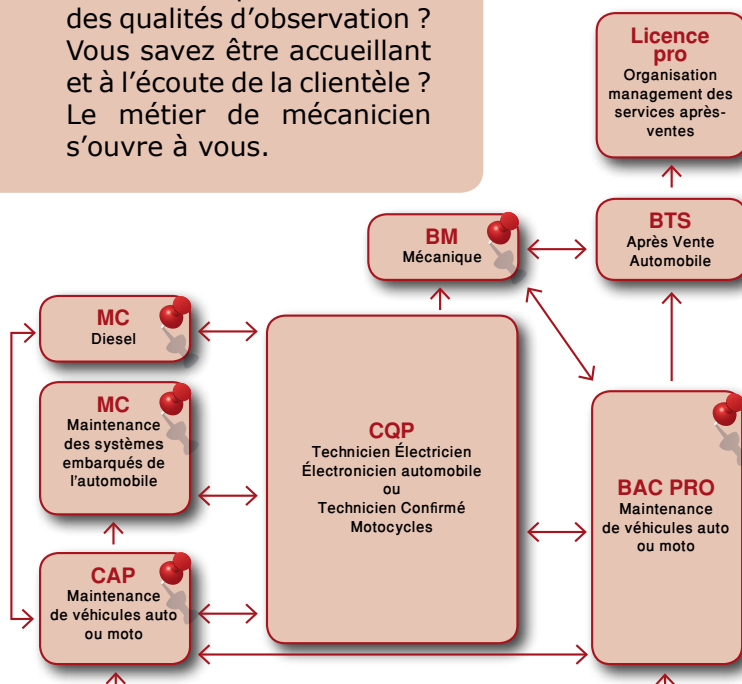 des qualités d’observation ?
Vous savez être accueillant
et à l’écoute de la clientèle ?
Le métier de mécanicien
s’ouvre à vous.
Licence
pro
Organisation
management des
services après-
ventes
BM
Mécanique
BTS
Après Vente
Automobile
MC
Diesel
MC
Maintenance
des systèmes
embarqués de
l’automobile
CQP
Technicien Électricien
Électronicien automobile
ou
Technicien Confirmé
Motocycles
BAC PRO
Maintenance
de véhicules auto
ou moto
CAP
Maintenance
de véhicules auto
ou moto